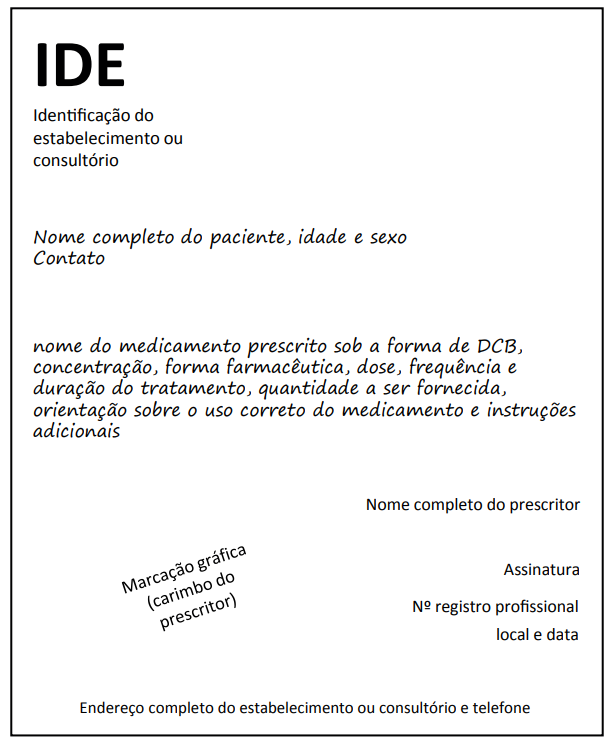 IDE
Identificação do
estabelecimento ou
consultório
Nome completo do paciente, idade e sexo
Contato
nome do medicamento prescrito sob a forma de DCB,
concentração, forma farmacêutica, dose, frequência e
duração do tratamento, quantidade a ser fornecida,
orientação sobre o uso correto do medicamento e instruções
adicionais
Nome completo do prescritor
Marcação gráfica
(carimbo do
prescritor)
Assinatura
Nº registro profissional
local e data
Endereço completo do estabelecimento ou consultório e telefone